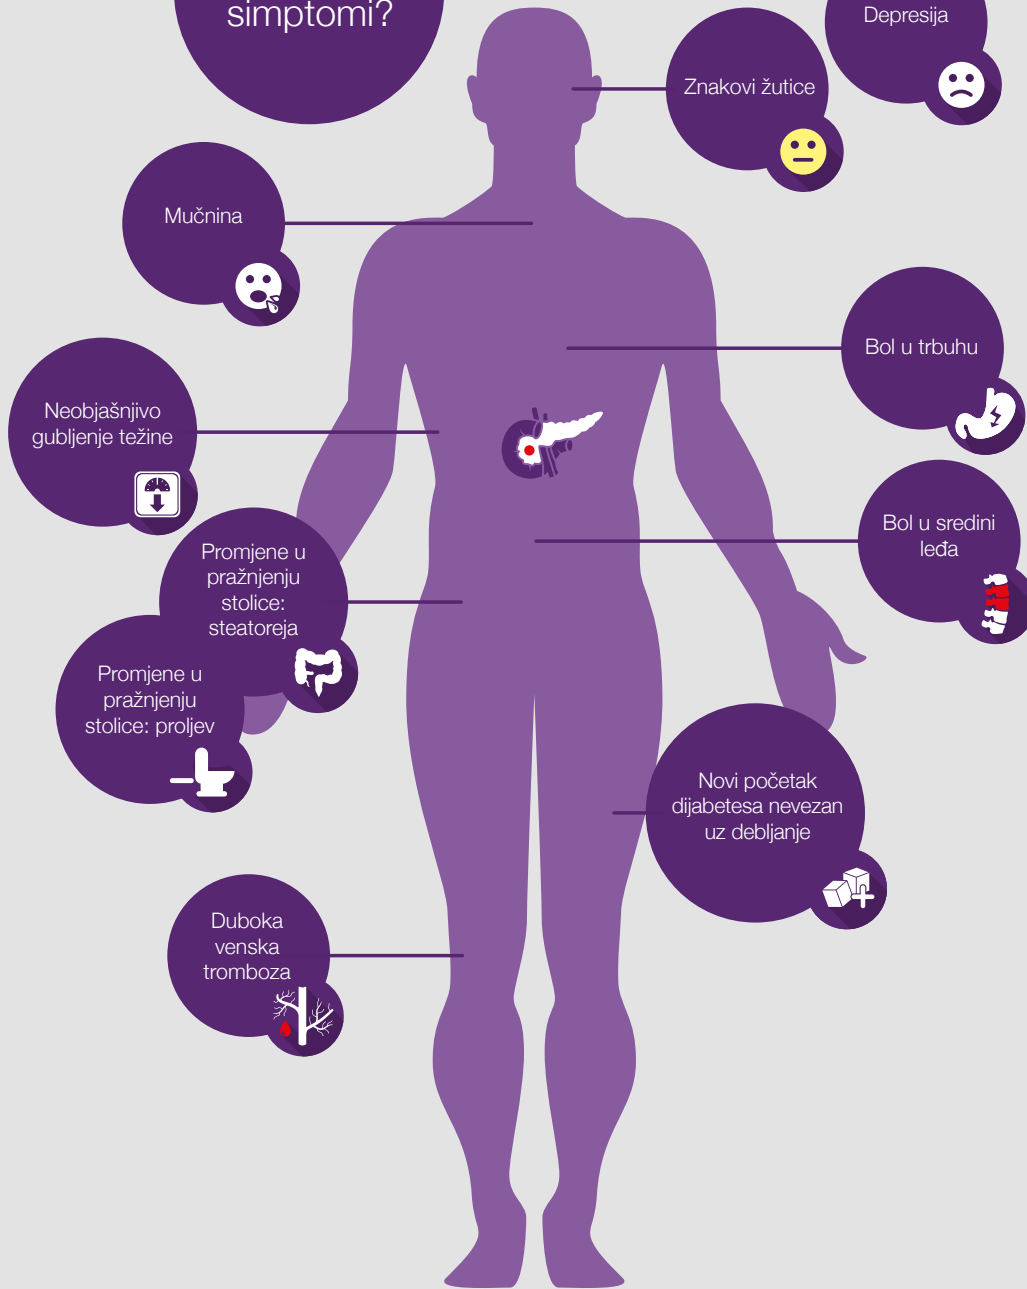 simptomi?
Depresija
Znakovi žutice
Mučnina
Bol u trbuhu
Neobjašnjivo
gubljenje težine
Bol u sredini
leđa
Promjene u
pražnjenju
stolice:
steatoreja
Promjene u
pražnjenju
stolice: proljev
Novi početak
dijabetesa nevezan
uz debljanje
Duboka
venska
tromboza